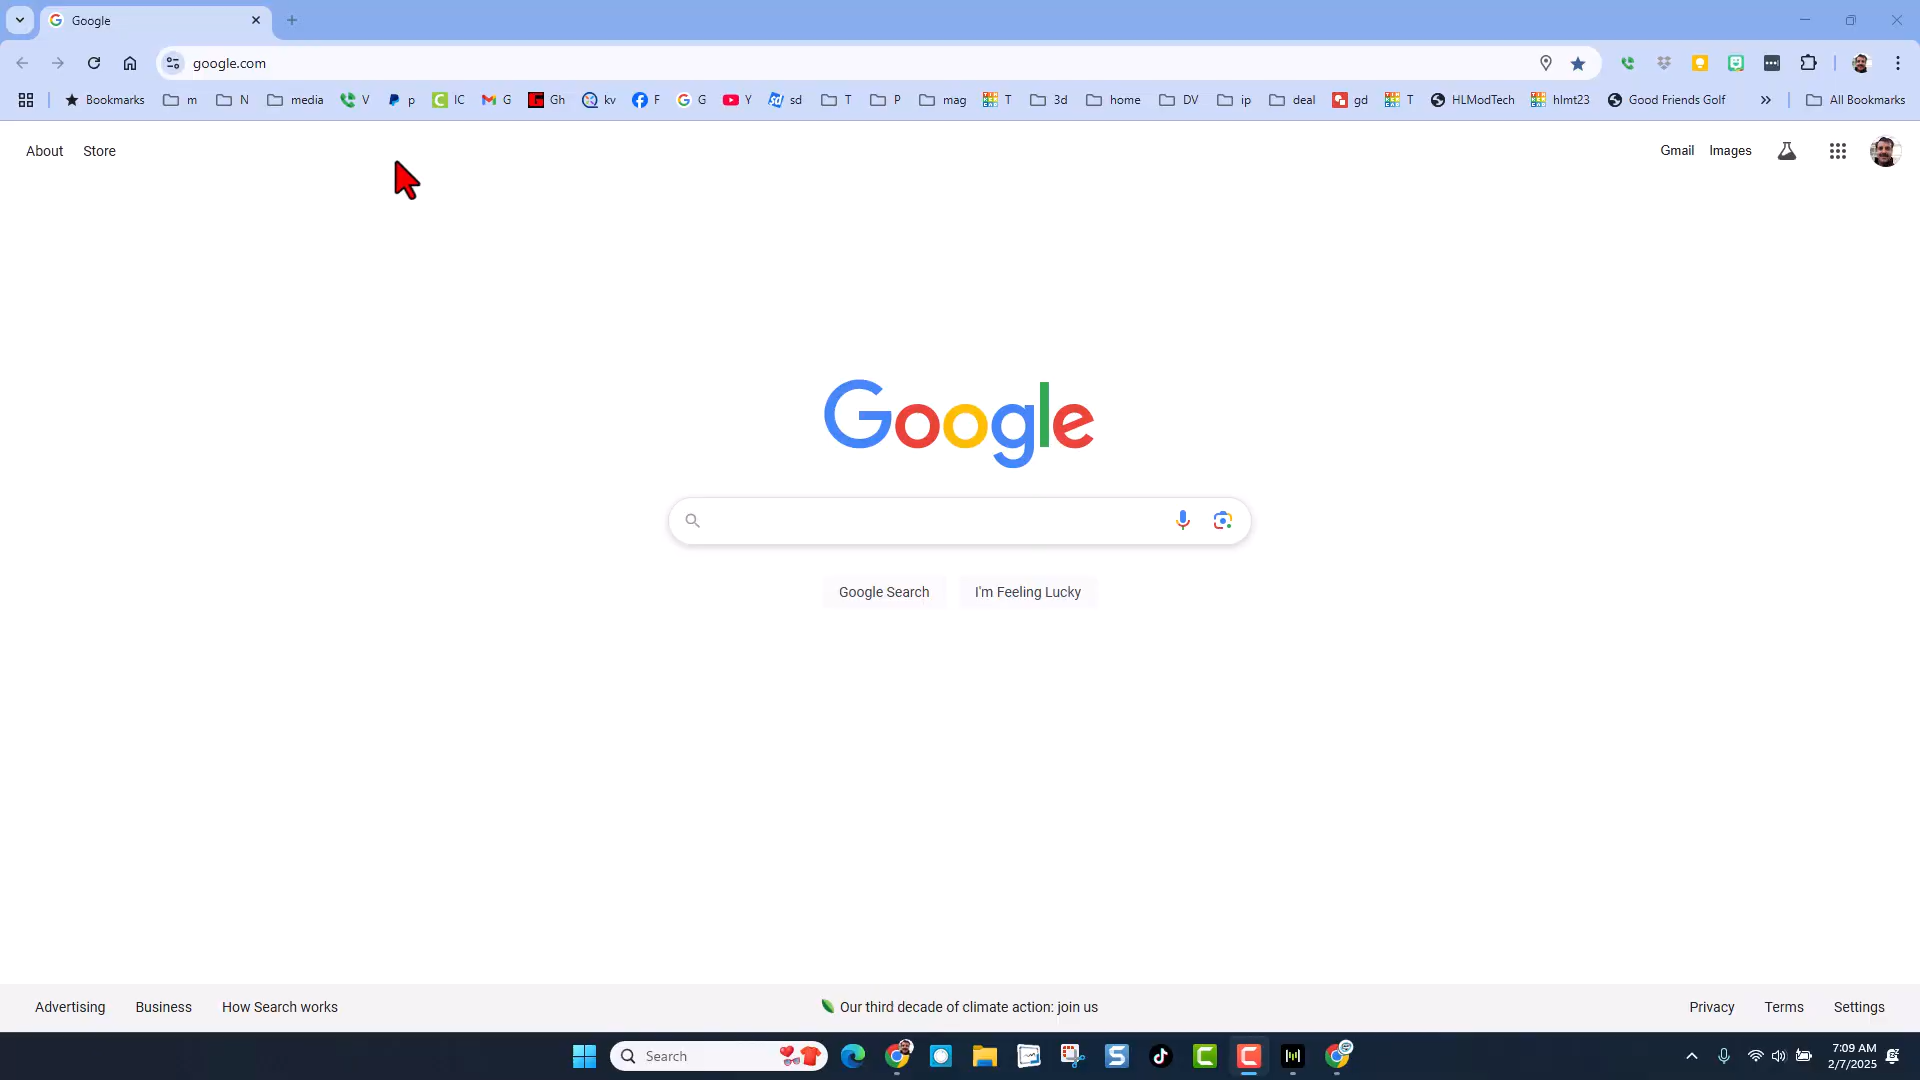 Google
google.com
Bookmarks m N media V p IC G Gh kv F G Y sd T P mag T 3d home DV ip deal gd T HLModTech hlmt23 Good Friends Golf All Bookmarks
About Store Gmail Images
Google
Google Search I'm Feeling Lucky
Advertising Business How Search works Our third decade of climate action: join us Privacy Terms Settings
Search 7:09 AM
2/7/2025